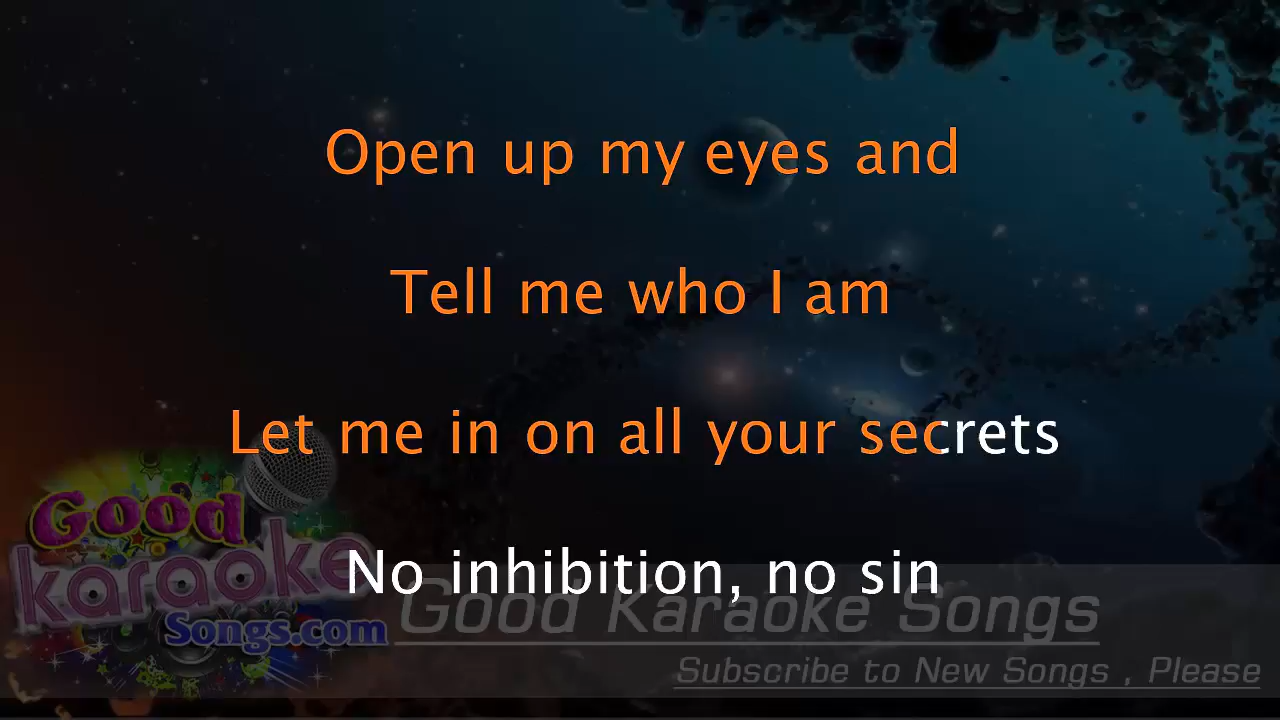 Open up my eyes and
Tell me who I am
Let me in on all your secrets
No inhibition, no sin
Good
karaoke
Songs.com
Good Karaoke Songs
Subscribe to New Songs , Please